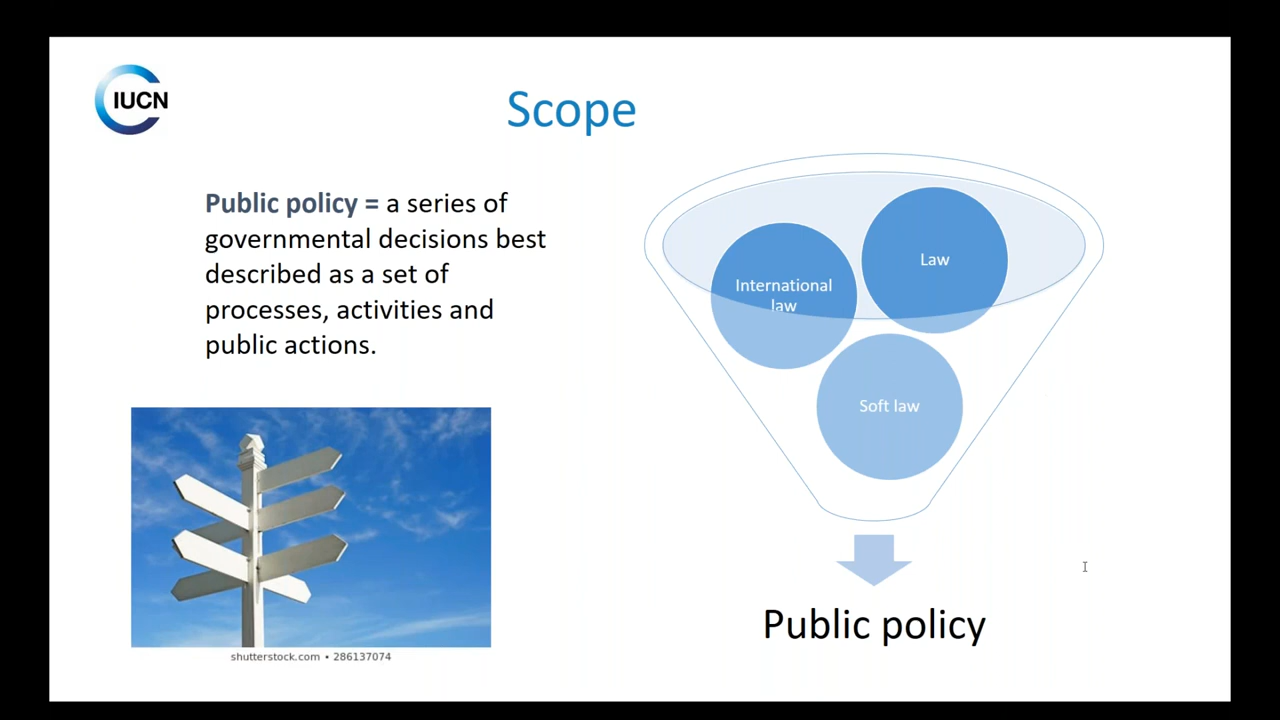 IUCN
Scope
Public policy = a series of
governmental decisions best
described as a set of
processes, activities and
public actions.
International
law
Law
Soft law
Public policy
shutterstock.com • 286137074